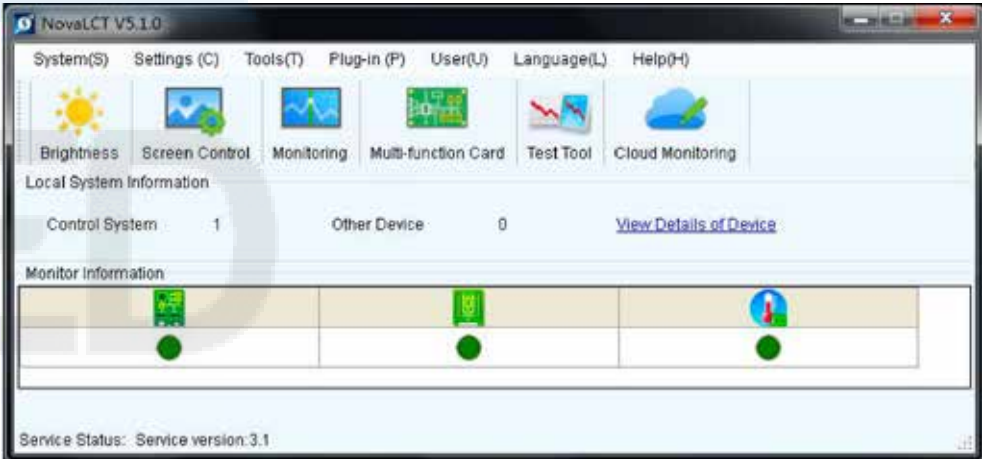 NovaLCT V5.1.0
System(S) Settings (C) Tools(T) Plug-in (P) User(U) Language(L) Help(H)
Brightness Screen Control Monitoring Multi-function Card Test Tool Cloud Monitoring
Local System Information
Control System 1 Other Device 0 View Details of Device
Monitor Information
Service Status: Service version:3.1